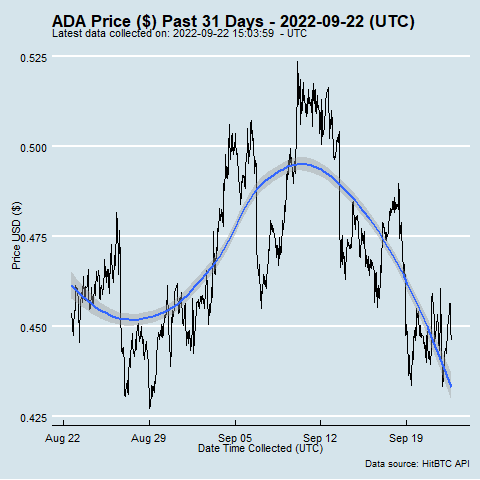 ADA Price ($) Past 31 Days - 2022-09-22 (UTC)
Latest data collected on: 2022-09-22 15:03:59 - UTC
0.525
0.500
0.475
0.450
0.425
Price USD ($)
Aug 22 Aug 29 Sep 05 Sep 12 Sep 19
Date Time Collected (UTC)
Data source: HitBTC API